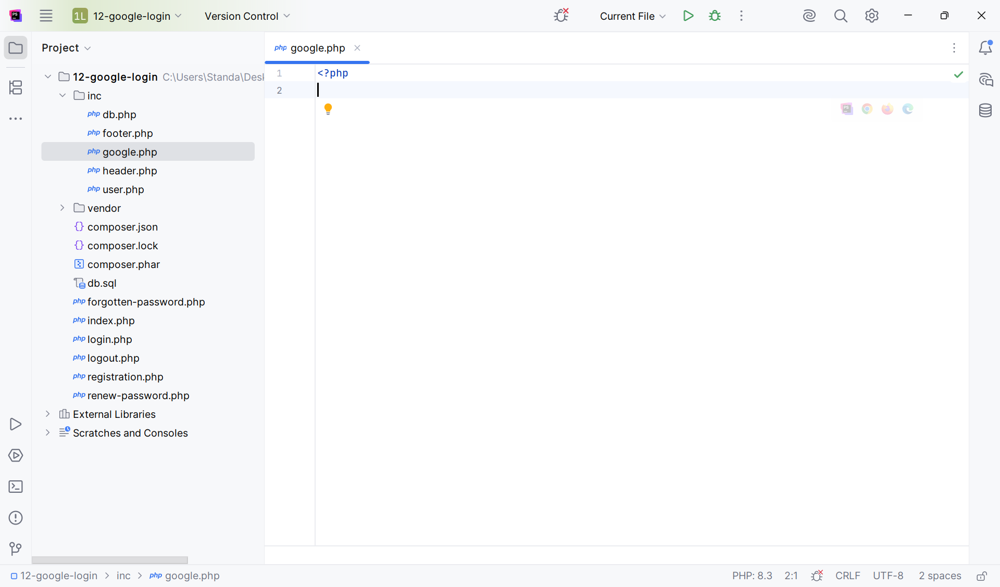 1L 12-google-login Version Control Current File
Project
php google.php
12-google-login C:\Users\Standa\Des
inc
php db.php
php footer.php
php google.php
php header.php
php user.php
vendor
{} composer.json
{} composer.lock
composer.phar
db.sql
php forgotten-password.php
php index.php
php login.php
php logout.php
php registration.php
php renew-password.php
External Libraries
Scratches and Consoles
1 <?php
2
12-google-login > inc > php google.php
PHP: 8.3 2:1 CRLF UTF-8 2 spaces